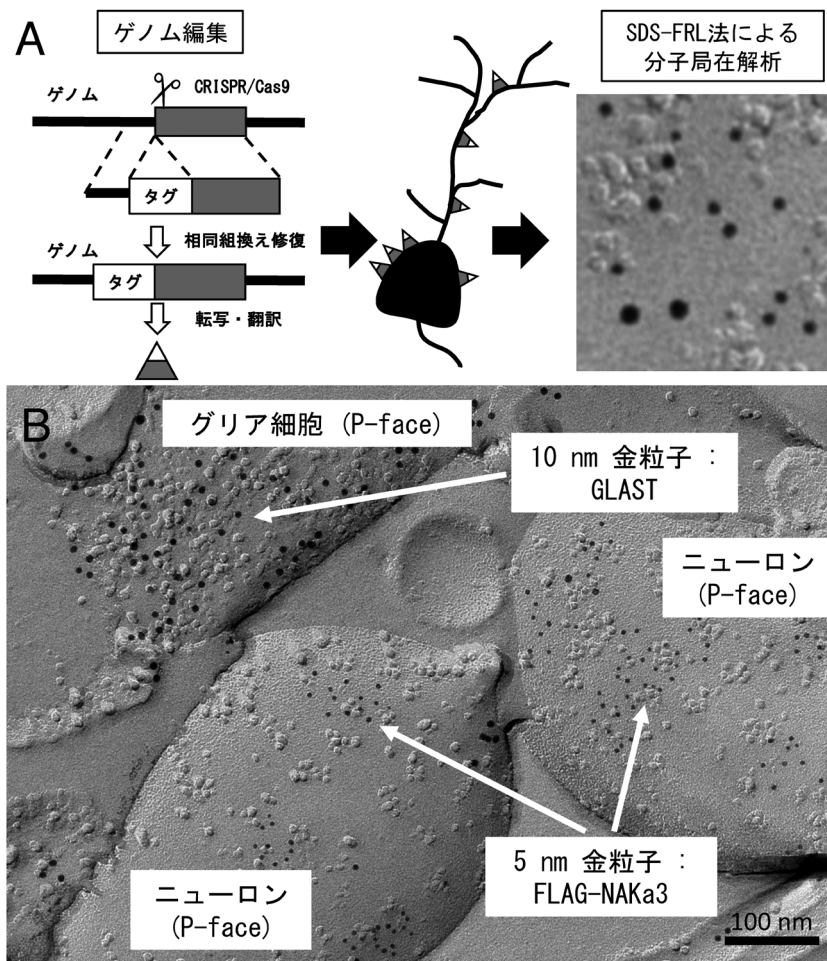 A
ゲノム編集
ゲノム
CRISPR/Cas9
タグ
相同組換え修復
ゲノム
タグ
転写・翻訳
SDS-FRL法による
分子局在解析
B
グリア細胞 (P-face)
10 nm 金粒子 :
GLAST
ニューロン
(P-face)
5 nm 金粒子 :
FLAG-NAKa3
ニューロン
(P-face)
100 nm